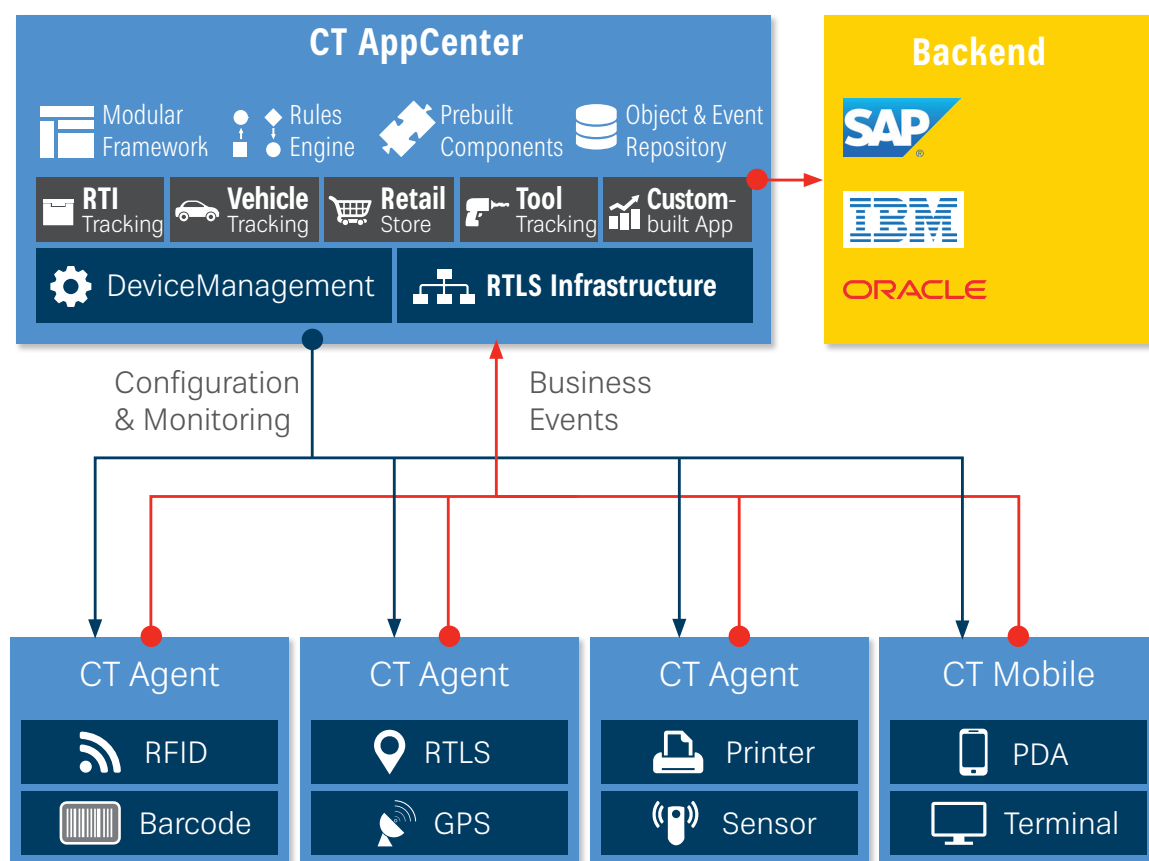 CT AppCenter
Modular
Framework
Rules
Engine
Prebuilt
Components
Object & Event
Repository
RTI
Tracking
Vehicle
Tracking
Retail
Store
Tool
Tracking
Custom-
built App
DeviceManagement
RTLS Infrastructure
Backend
SAP®
IBM
ORACLE
Configuration
& Monitoring
Business
Events
CT Agent
RFID
Barcode
CT Agent
RTLS
GPS
CT Agent
Printer
Sensor
CT Mobile
PDA
Terminal